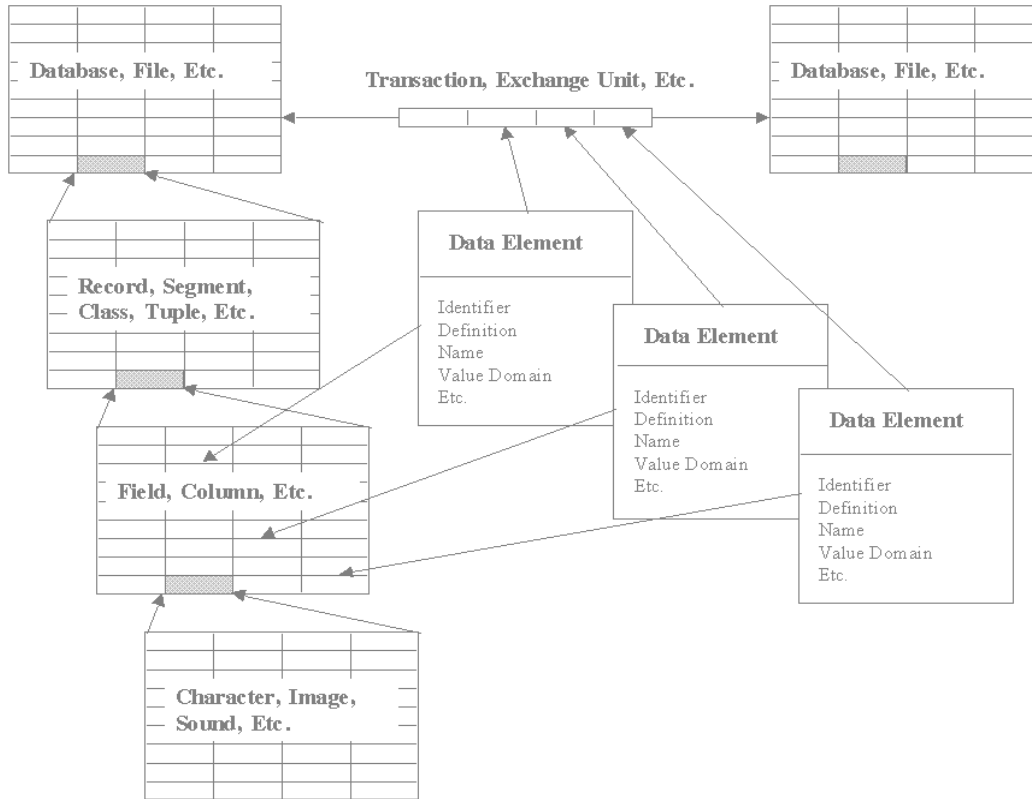 Database, File, Etc.
Transaction, Exchange Unit, Etc.
Database, File, Etc.
Record, Segment,
Class, Tuple, Etc.
Data Element
Identifier
Definition
Name
Value Domain
Etc.
Data Element
Identifier
Definition
Name
Value Domain
Etc.
Data Element
Identifier
Definition
Name
Value Domain
Etc.
Field, Column, Etc.
Character, Image,
Sound, Etc.